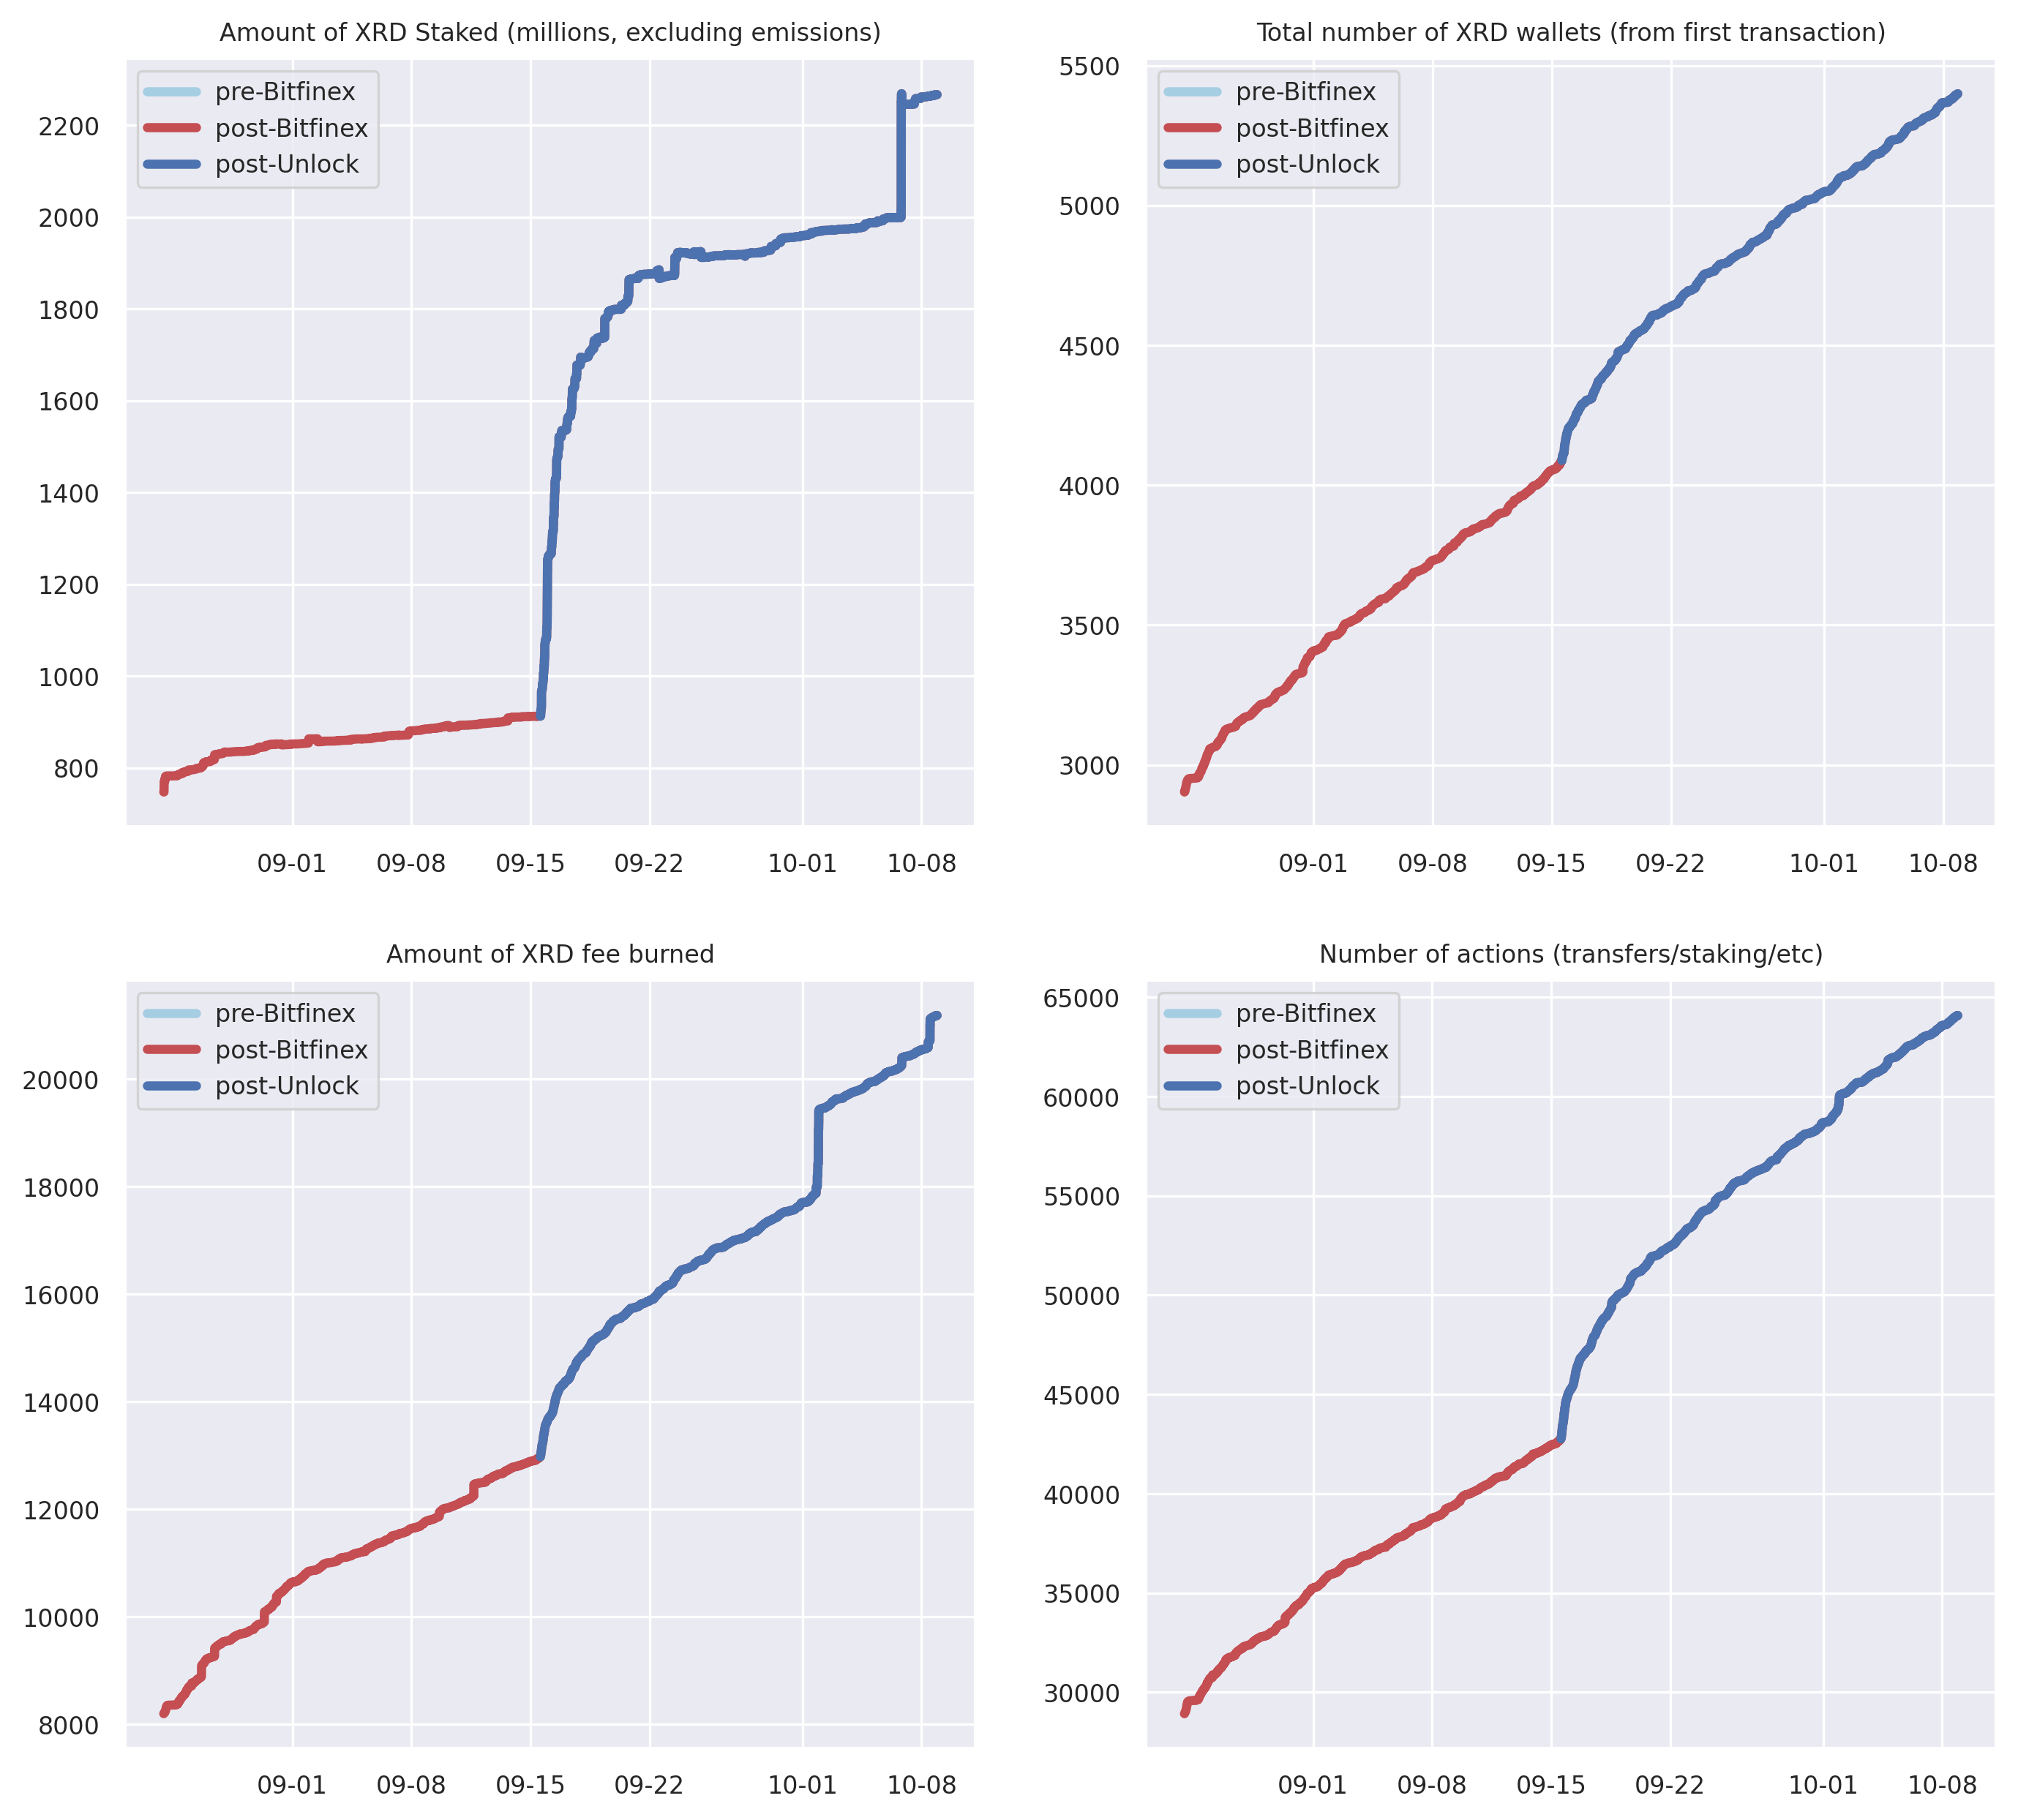 Amount of XRD Staked (millions, excluding emissions)
pre-Bitfinex
post-Bitfinex
post-Unlock
2200
2000
1800
1600
1400
1200
1000
800
09-01 09-08 09-15 09-22 10-01 10-08
Total number of XRD wallets (from first transaction)
pre-Bitfinex
post-Bitfinex
post-Unlock
5500
5000
4500
4000
3500
3000
09-01 09-08 09-15 09-22 10-01 10-08
Amount of XRD fee burned
pre-Bitfinex
post-Bitfinex
post-Unlock
20000
18000
16000
14000
12000
10000
8000
09-01 09-08 09-15 09-22 10-01 10-08
Number of actions (transfers/staking/etc)
pre-Bitfinex
post-Bitfinex
post-Unlock
65000
60000
55000
50000
45000
40000
35000
30000
09-01 09-08 09-15 09-22 10-01 10-08